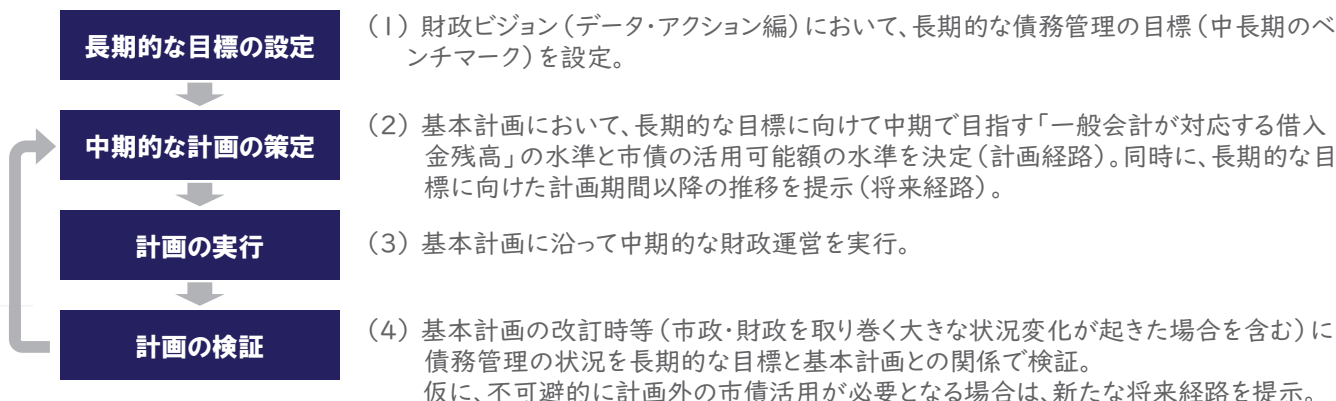 長期的な目標の設定
（1） 財政ビジョン（データ・アクション編）において、長期的な債務管理の目標（中長期のベ
ンチマーク）を設定。
中期的な計画の策定
（2） 基本計画において、長期的な目標に向けて中期で目指す「一般会計が対応する借入
金残高」の水準と市債の活用可能額の水準を決定（計画経路）。同時に、長期的な目
標に向けた計画期間以降の推移を提示（将来経路）。
計画の実行
（3） 基本計画に沿って中期的な財政運営を実行。
計画の検証
（4） 基本計画の改訂時等（市政・財政を取り巻く大きな状況変化が起きた場合を含む）に
債務管理の状況を長期的な目標と基本計画との関係で検証。
仮に、不可避的に計画外の市債活用が必要となる場合は、新たな将来経路を提示。